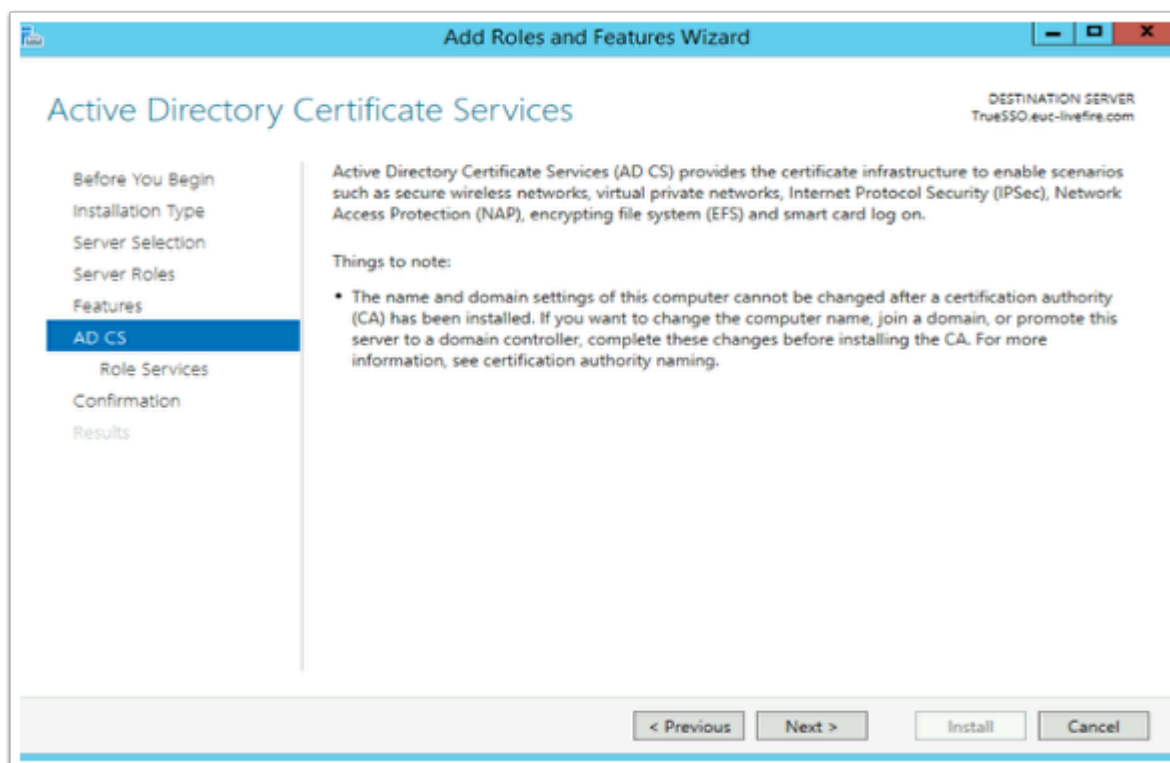 Add Roles and Features Wizard
Active Directory Certificate Services
DESTINATION SERVER
TrueSSO.euc-livefire.com
Before You Begin
Installation Type
Server Selection
Server Roles
Features
AD CS
Role Services
Confirmation
Results
Active Directory Certificate Services (AD CS) provides the certificate infrastructure to enable scenarios
such as secure wireless networks, virtual private networks, Internet Protocol Security (IPSec), Network
Access Protection (NAP), encrypting file system (EFS) and smart card log on.
Things to note:
• The name and domain settings of this computer cannot be changed after a certification authority
(CA) has been installed. If you want to change the computer name, join a domain, or promote this
server to a domain controller, complete these changes before installing the CA. For more
information, see certification authority naming.
< Previous
Next >
Install
Cancel